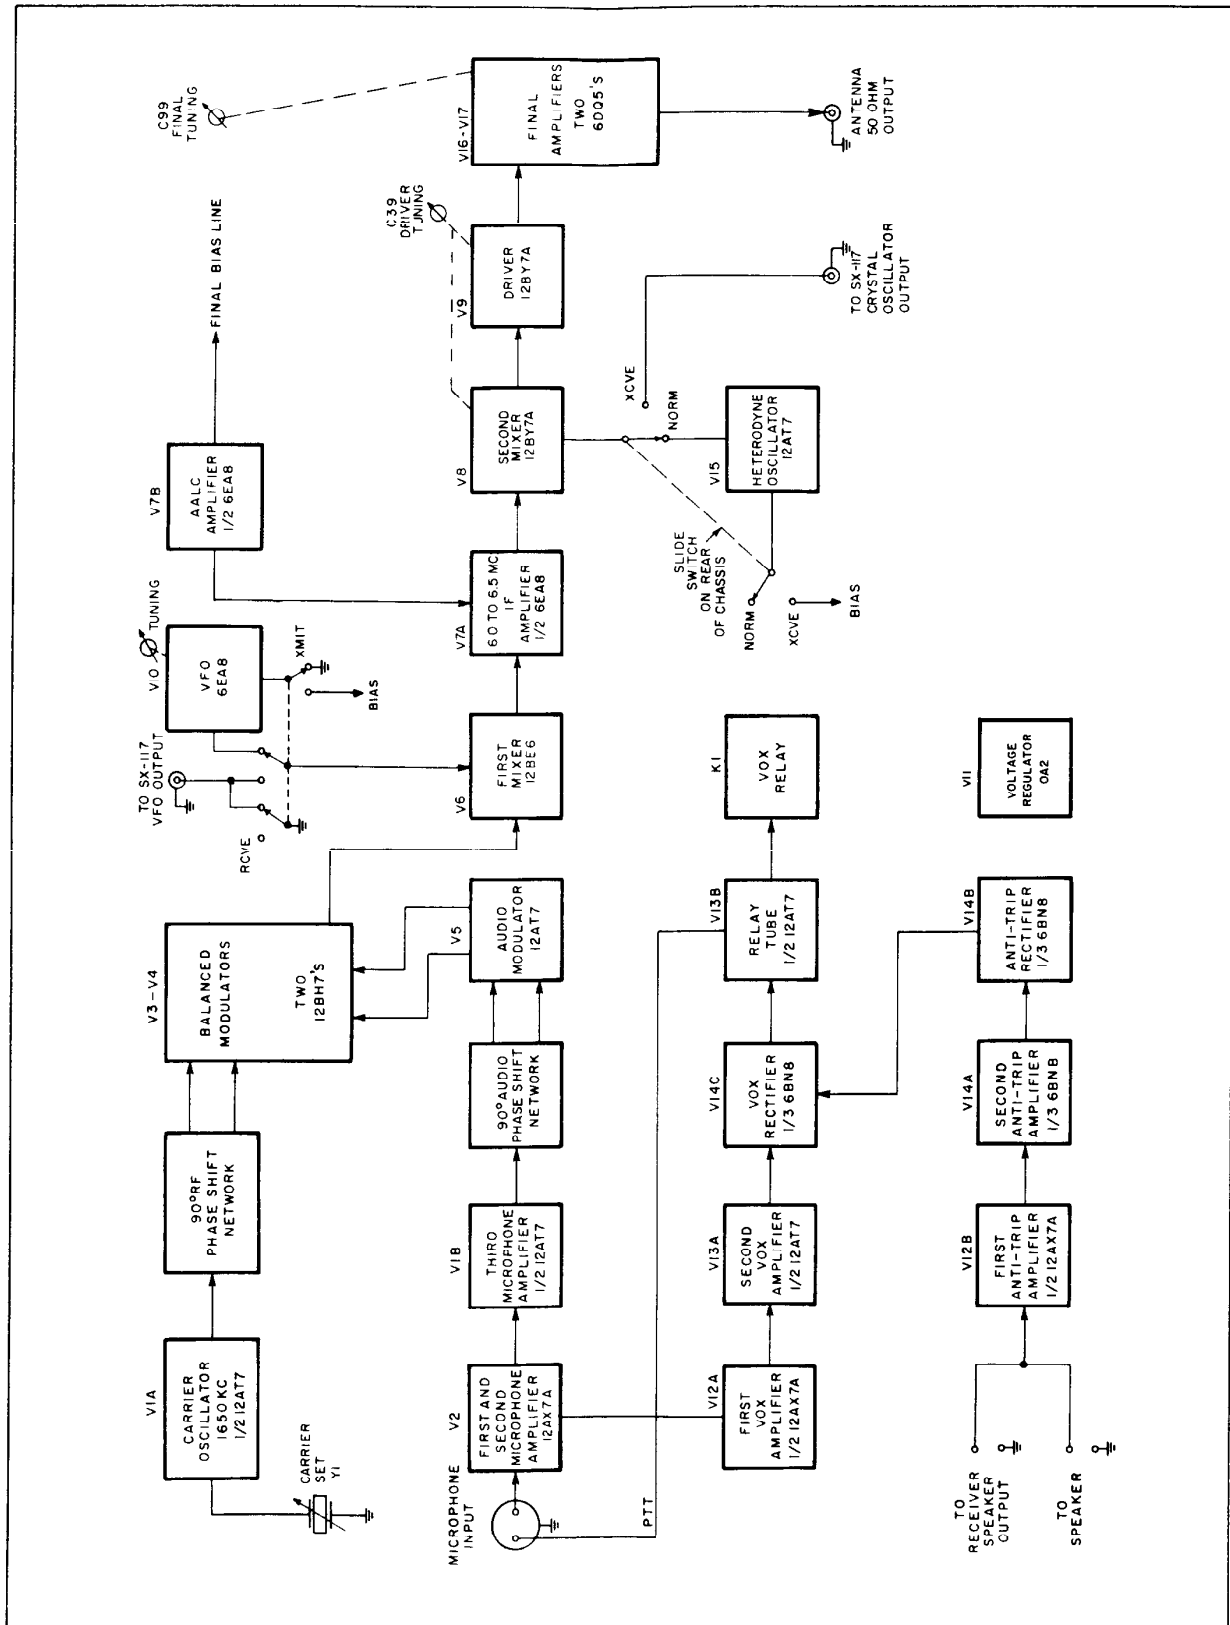 C99
FINAL
TUNING
V16-V17
FINAL
AMPLIFIERS
TWO
6DQ5'S
ANTENNA
50 OHM
OUTPUT
FINAL BIAS LINE
C39
DRIVER
TUNING
V9
DRIVER
12BY7A
TO SX-117
CRYSTAL
OSCILLATOR
OUTPUT
V7B
AALC
AMPLIFIER
1/2 6EA8
V8
SECOND
MIXER
12BY7A
XCVE
NORM
V15
HETERODYNE
OSCILLATOR
12AT7
SLIDE
SWITCH
ON REAR
OF CHASSIS
NORM
XCVE
BIAS
V10
TUNING
VFO
6EA8
XMIT
BIAS
V7A
6.0 TO 6.5 MC
IF
AMPLIFIER
1/2 6EA8
TO SX-117
VFO OUTPUT
RCVE
V6
FIRST
MIXER
12BE6
K1
VOX
RELAY
V11
VOLTAGE
REGULATOR
OA2
V3-V4
BALANCED
MODULATORS
TWO
12BH7'S
V5
AUDIO
MODULATOR
12AT7
V13B
RELAY
TUBE
1/2 12AT7
V14B
ANTI-TRIP
RECTIFIER
1/3 6BN8
90° RF
PHASE SHIFT
NETWORK
90° AUDIO
PHASE SHIFT
NETWORK
V14C
VOX
RECTIFIER
1/3 6BN8
V14A
SECOND
ANTI-TRIP
AMPLIFIER
1/3 6BN8
V1A
CARRIER
OSCILLATOR
1650 KC
1/2 12AT7
CARRIER
SET
Y1
V1B
THIRD
MICROPHONE
AMPLIFIER
1/2 12AT7
V13A
SECOND
VOX
AMPLIFIER
1/2 12AT7
V12B
FIRST
ANTI-TRIP
AMPLIFIER
1/2 12AX7A
V2
FIRST AND
SECOND
MICROPHONE
AMPLIFIER
12AX7A
MICROPHONE
INPUT
PTT
V12A
FIRST
VOX
AMPLIFIER
1/2 12AX7A
TO
RECEIVER
SPEAKER
OUTPUT
TO
SPEAKER